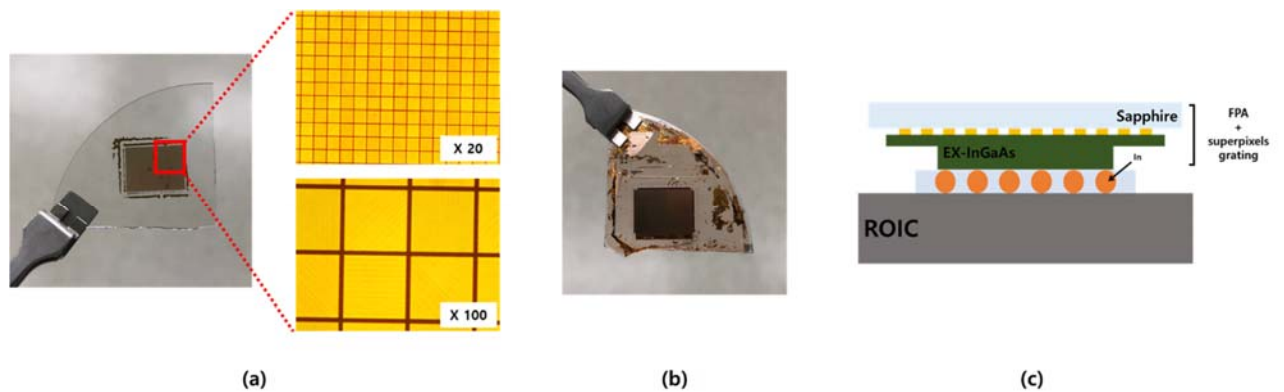 X 20
X 100
Sapphire
EX-InGaAs
In
ROIC
FPA
+
superpixels
grating
(a)
(b)
(c)